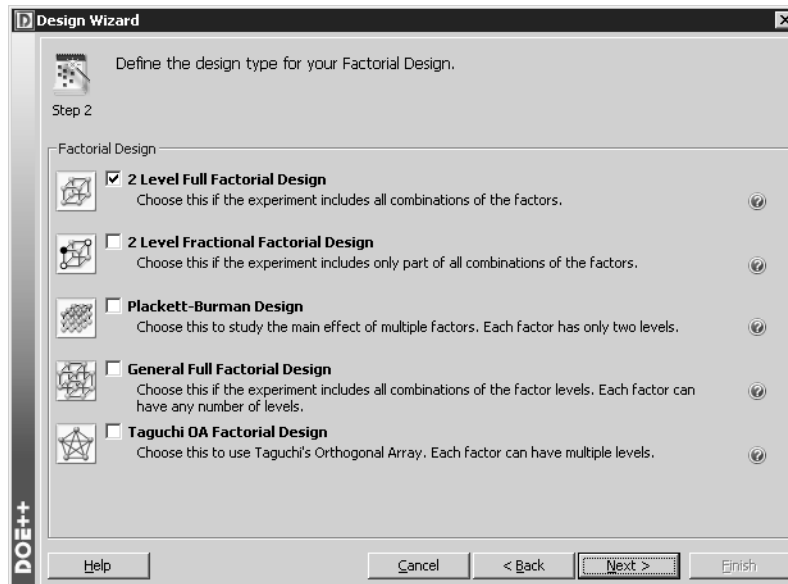 Design Wizard
Define the design type for your Factorial Design.
Step 2
Factorial Design
2 Level Full Factorial Design
Choose this if the experiment includes all combinations of the factors.
2 Level Fractional Factorial Design
Choose this if the experiment includes only part of all combinations of the factors.
Plackett-Burman Design
Choose this to study the main effect of multiple factors. Each factor has only two levels.
General Full Factorial Design
Choose this if the experiment includes all combinations of the factor levels. Each factor can
have any number of levels.
Taguchi OA Factorial Design
Choose this to use Taguchi's Orthogonal Array. Each factor can have multiple levels.
DOE++
Help
Cancel
< Back
Next >
Finish